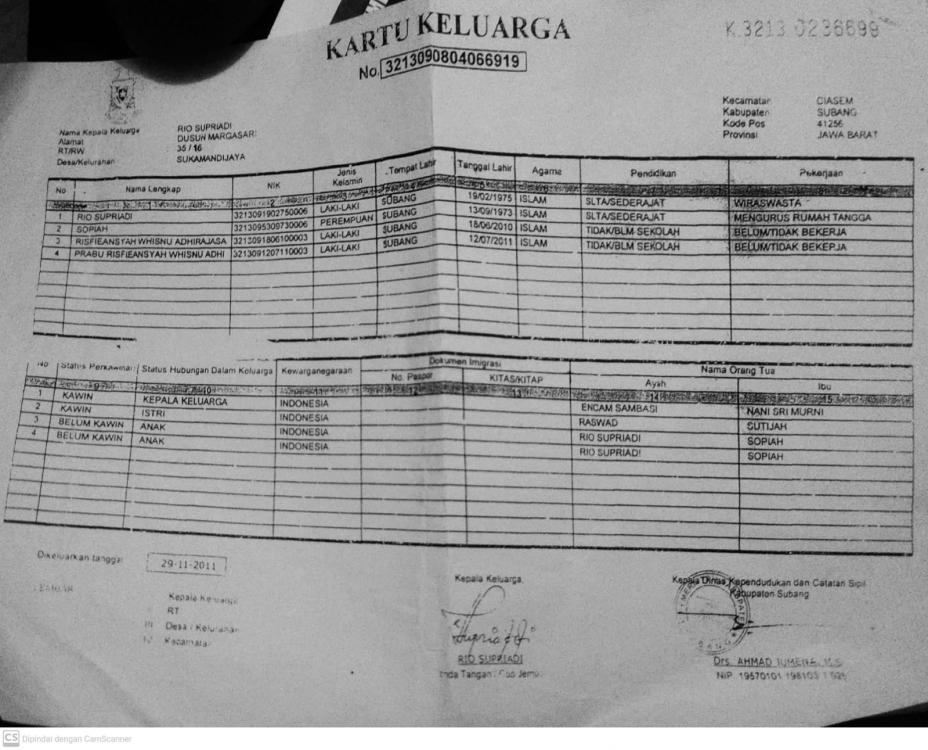 KARTU KELUARGA
No. 3213090804066919
K.3213.0236699
Nama Kepala Keluarga RIO SUPRIADI
Alamat DUSUN MARGASARI
RT/RW 35 / 16
Desa/Kelurahan SUKAMANDIJAYA
Kecamatan CIASEM
Kabupaten SUBANG
Kode Pos 41256
Provinsi JAWA BARAT
No Nama Lengkap NIK Jenis Kelamin Tempat Lahir Tanggal Lahir Agama Pendidikan Pekerjaan
1 RIO SUPRIADI 3213091902750006 LAKI-LAKI SUBANG 19/02/1975 ISLAM SLTA/SEDERAJAT WIRASWASTA
2 SOPIAH 3213095309730006 PEREMPUAN SUBANG 13/09/1973 ISLAM SLTA/SEDERAJAT MENGURUS RUMAH TANGGA
3 RISFIEANSYAH WHISNU ADHIRAJASA 3213091806100003 LAKI-LAKI SUBANG 18/06/2010 ISLAM TIDAK/BLM SEKOLAH BELUM/TIDAK BEKERJA
4 PRABU RISFIEANSYAH WHISNU ADHI 3213091207110003 LAKI-LAKI SUBANG 12/07/2011 ISLAM TIDAK/BLM SEKOLAH BELUM/TIDAK BEKERJA
No Status Perkawinan Status Hubungan Dalam Keluarga Kewarganegaraan Dokumen Imigrasi Nama Orang Tua
No. Paspor KITAS/KITAP Ayah Ibu
1 KAWIN KEPALA KELUARGA INDONESIA ENCAM SAMBASI NANI SRI MURNI
2 KAWIN ISTRI INDONESIA RASWAD SUTIJAH
3 BELUM KAWIN ANAK INDONESIA RIO SUPRIADI SOPIAH
4 BELUM KAWIN ANAK INDONESIA RIO SUPRIADI SOPIAH
Dikeluarkan tanggal 29-11-2011
LEMBAR
Kepala Keluarga
RT
III Desa / Kelurahan
Kecamatan
Kepala Keluarga,
RIO SUPRIADI
Tangan / Cap Jempol
Kepala Dinas Kependudukan dan Catatan Sipil
Kabupaten Subang
Drs. AHMAD
NIP. 19570101 198103 1
CS Dipindai dengan CamScanner